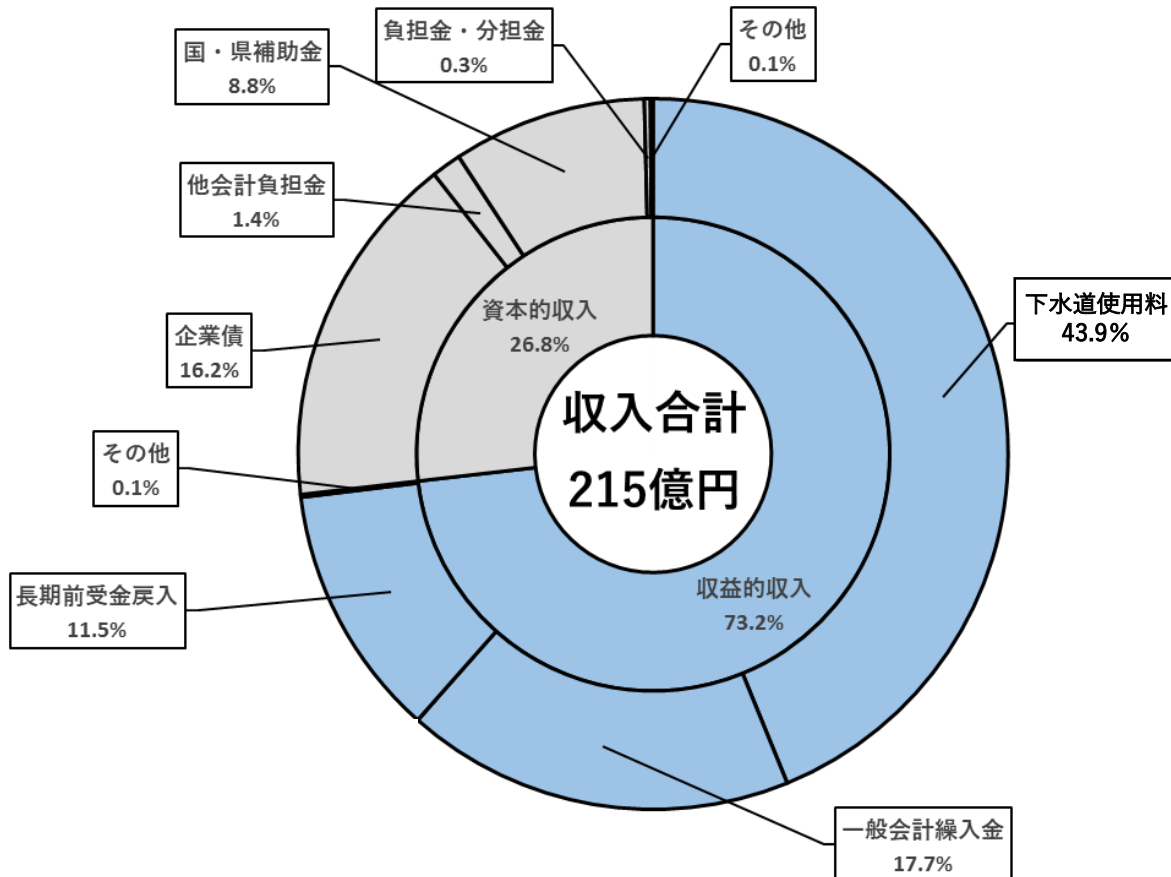 国・県補助金
8.8%
負担金・分担金
0.3%
その他
0.1%
他会計負担金
1.4%
下水道使用料
43.9%
資本的収入
26.8%
企業債
16.2%
収入合計
215億円
その他
0.1%
長期前受金戻入
11.5%
収益的収入
73.2%
一般会計繰入金
17.7%